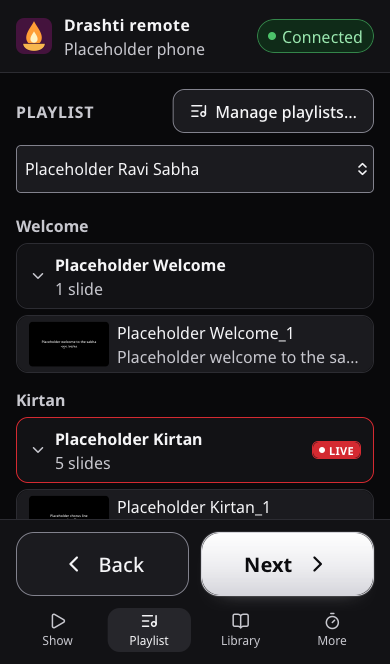 Drashti remote
Placeholder phone
Connected
PLAYLIST
Manage playlists...
Placeholder Ravi Sabha
Welcome
Placeholder Welcome
1 slide
Placeholder Welcome_1
Placeholder welcome to the sa...
Kirtan
Placeholder Kirtan
5 slides
LIVE
Placeholder Kirtan_1
Back
Next
Show
Playlist
Library
More